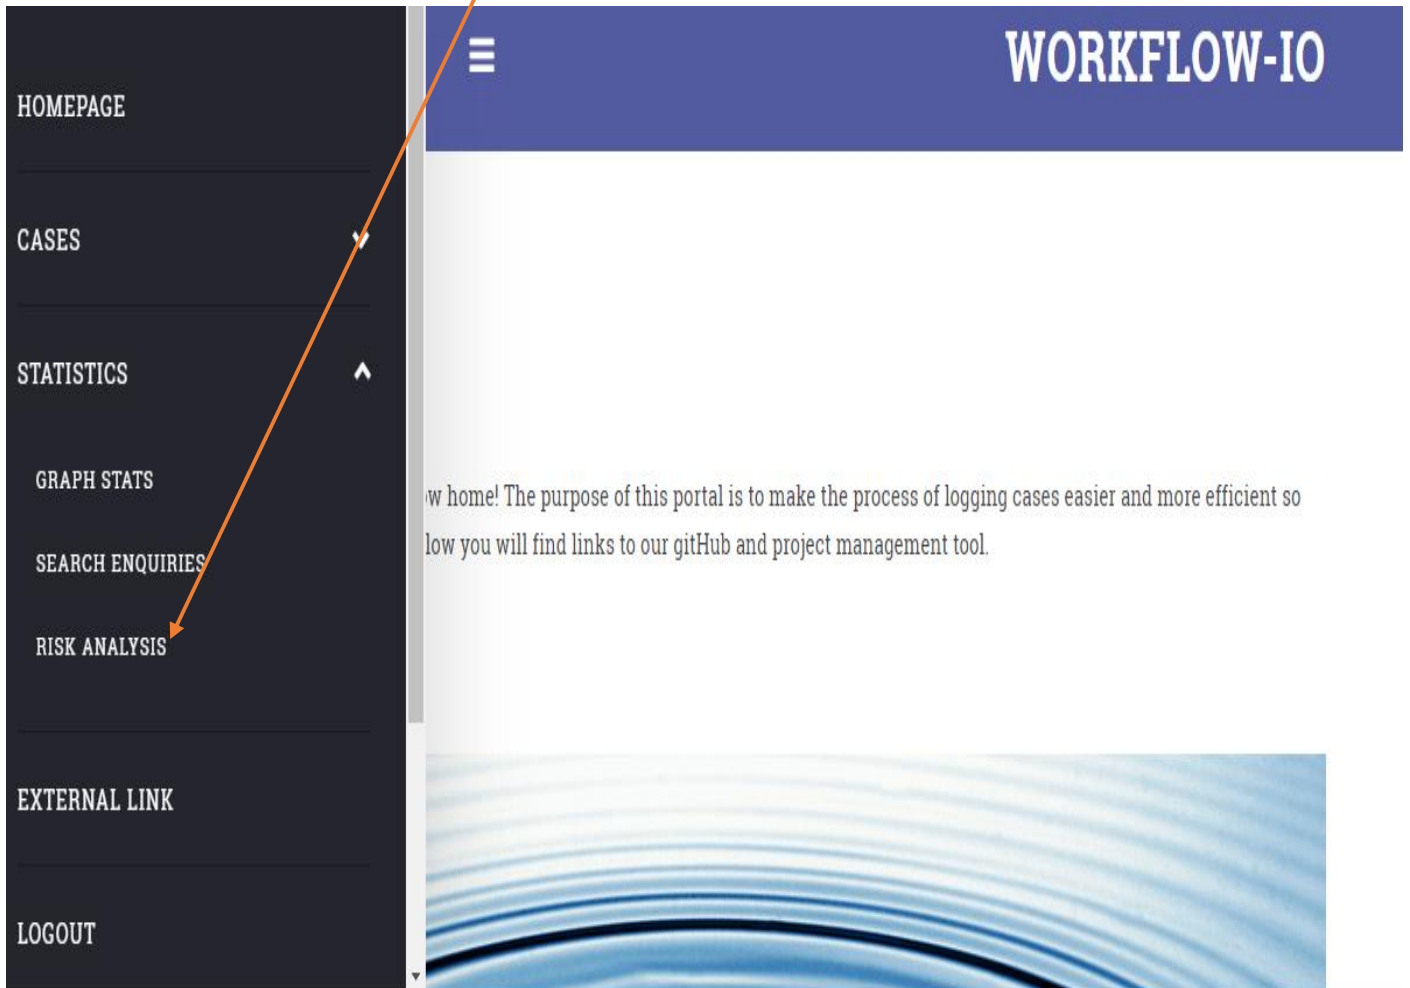 HOMEPAGE
CASES
STATISTICS
GRAPH STATS
SEARCH ENQUIRIES
RISK ANALYSIS
EXTERNAL LINK
LOGOUT
WORKFLOW-IO
home! The purpose of this portal is to make the process of logging cases easier and more efficient so
you will find links to our gitHub and project management tool.